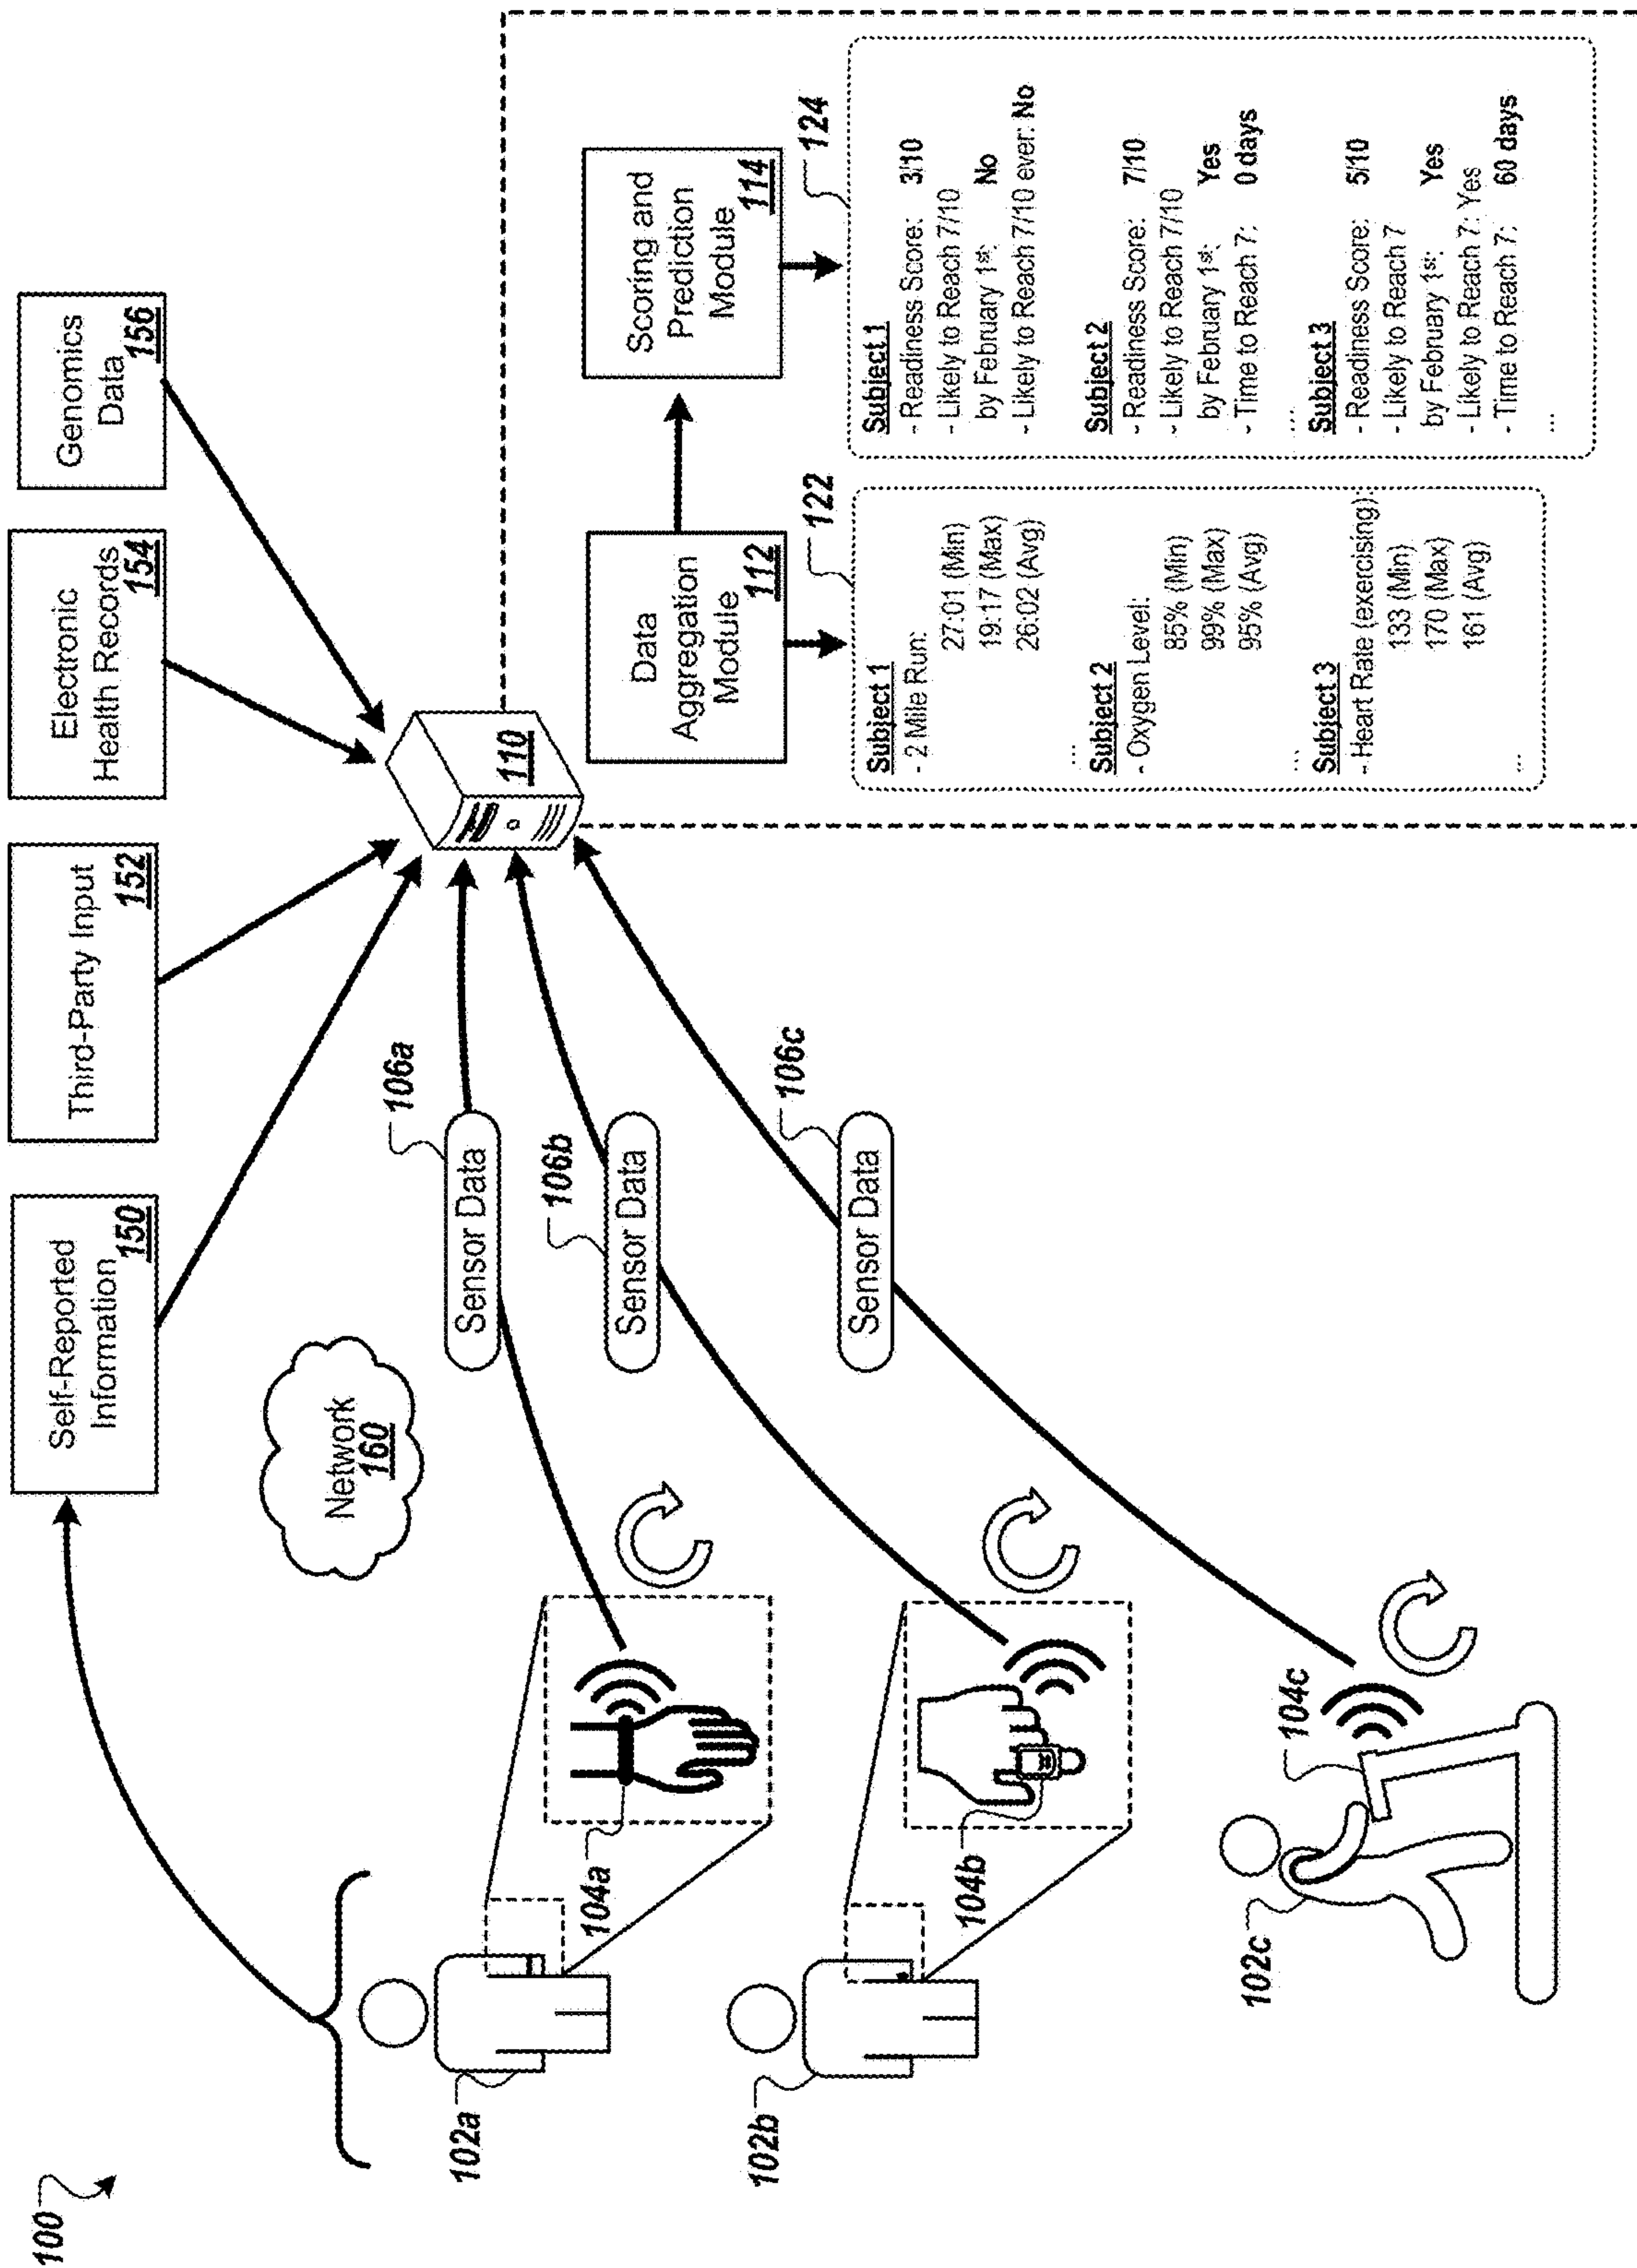 100
Self-Reported
Information
150
Third-Party Input
152
Electronic
Health Records
154
Genomics
Data
156
Network
160
102a
104a
Sensor Data
106a
102b
104b
Sensor Data
106b
102c
104c
Sensor Data
106c
110
Data
Aggregation
Module
112
Scoring and
Prediction
Module
114
122
Subject 1
- 2 Mile Run:
27:01 (Min)
19:17 (Max)
26:02 (Avg)
...
Subject 2
- Oxygen Level:
85% (Min)
99% (Max)
95% (Avg)
...
Subject 3
- Heart Rate (exercising):
133 (Min)
170 (Max)
161 (Avg)
...
124
Subject 1
- Readiness Score: 3/10
- Likely to Reach 7/10
by February 1st: No
- Likely to Reach 7/10 ever: No
Subject 2
- Readiness Score: 7/10
- Likely to Reach 7/10
by February 1st: Yes
- Time to Reach 7: 0 days
...
Subject 3
- Readiness Score: 5/10
- Likely to Reach 7
by February 1st: Yes
- Likely to Reach 7: Yes
- Time to Reach 7: 60 days
...